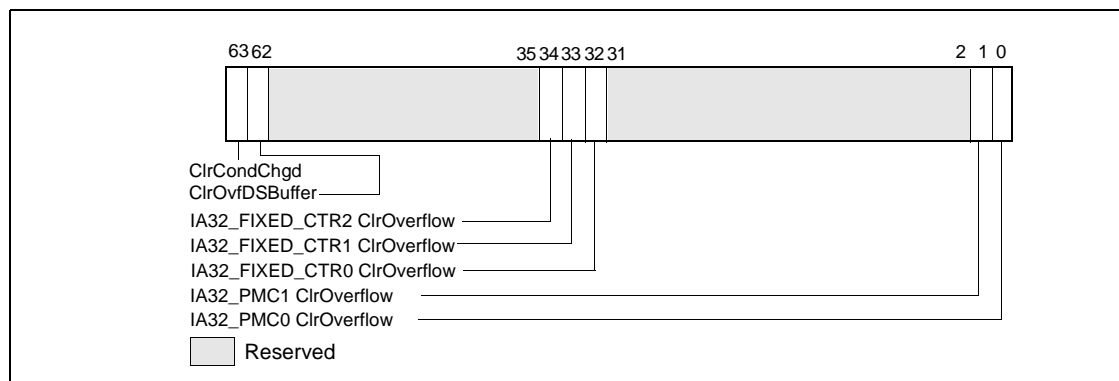 63 62 35 34 33 32 31 2 1 0
ClrCondChgd
ClrOvfDSBuffer
IA32_FIXED_CTR2 ClrOverflow
IA32_FIXED_CTR1 ClrOverflow
IA32_FIXED_CTR0 ClrOverflow
IA32_PMC1 ClrOverflow
IA32_PMC0 ClrOverflow
Reserved